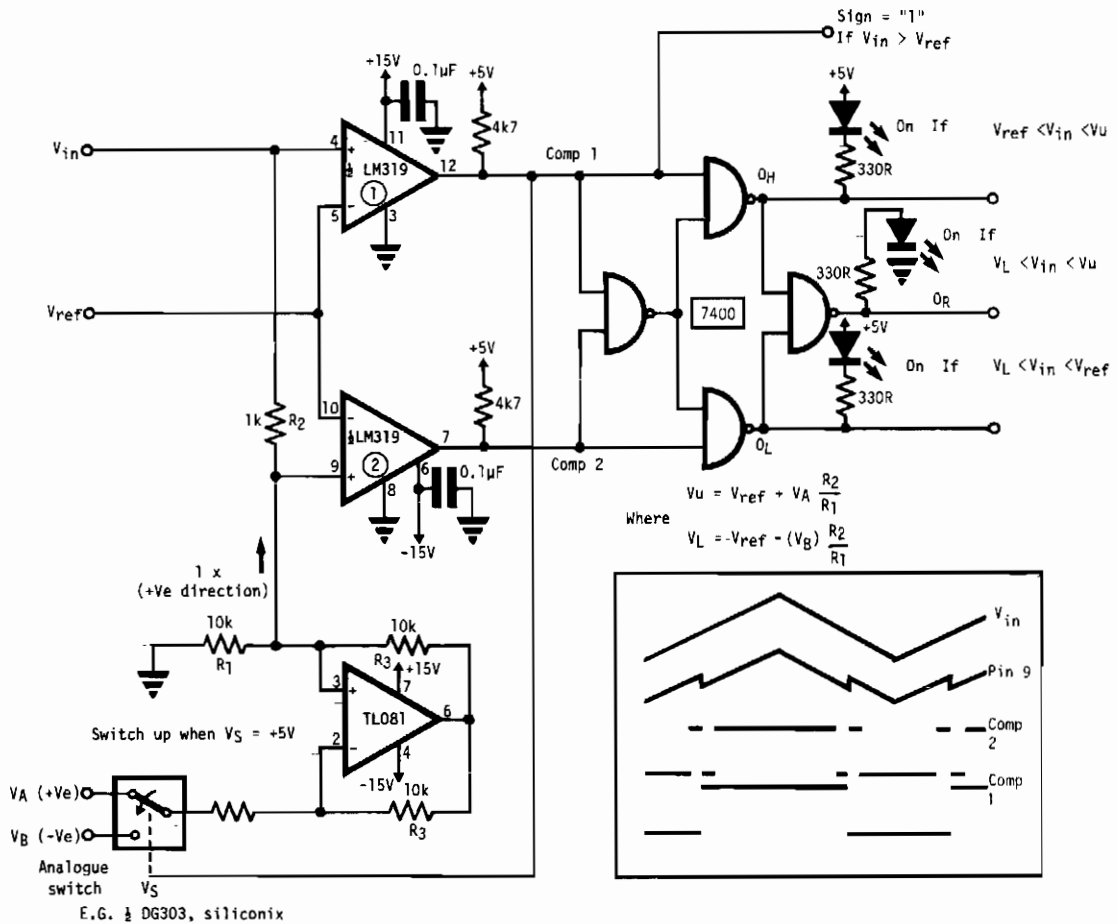 Sign = "1"
If Vin > Vref
+15V
0.1µF
+5V
+5V
11
4k7
On If
Vref <Vin <Vu
Vin
4
+
½
LM319
12
Comp 1
330R
OH
1
-
5
3
On If
VL <Vin <Vu
330R
Vref
7400
OR
+5V
+5V
On If
VL <Vin <Vref
4k7
330R
1k
R2
10
-
½LM319
7
2
6
0.1µF
Comp 2
OL
9
+
8
-15V
Vu = Vref + VA R2/R1
Where
VL = -Vref - (VB) R2/R1
1 x
(+Ve direction)
10k
10k
Vin
R1
R3
+15V
3
+
7
Pin 9
TL081
6
Switch up when VS = +5V
2
-
4
Comp
2
-15V
10k
VA (+Ve)
R3
Comp
1
VB (-Ve)
Analogue
switch
VS
E.G. ½ DG303, siliconix